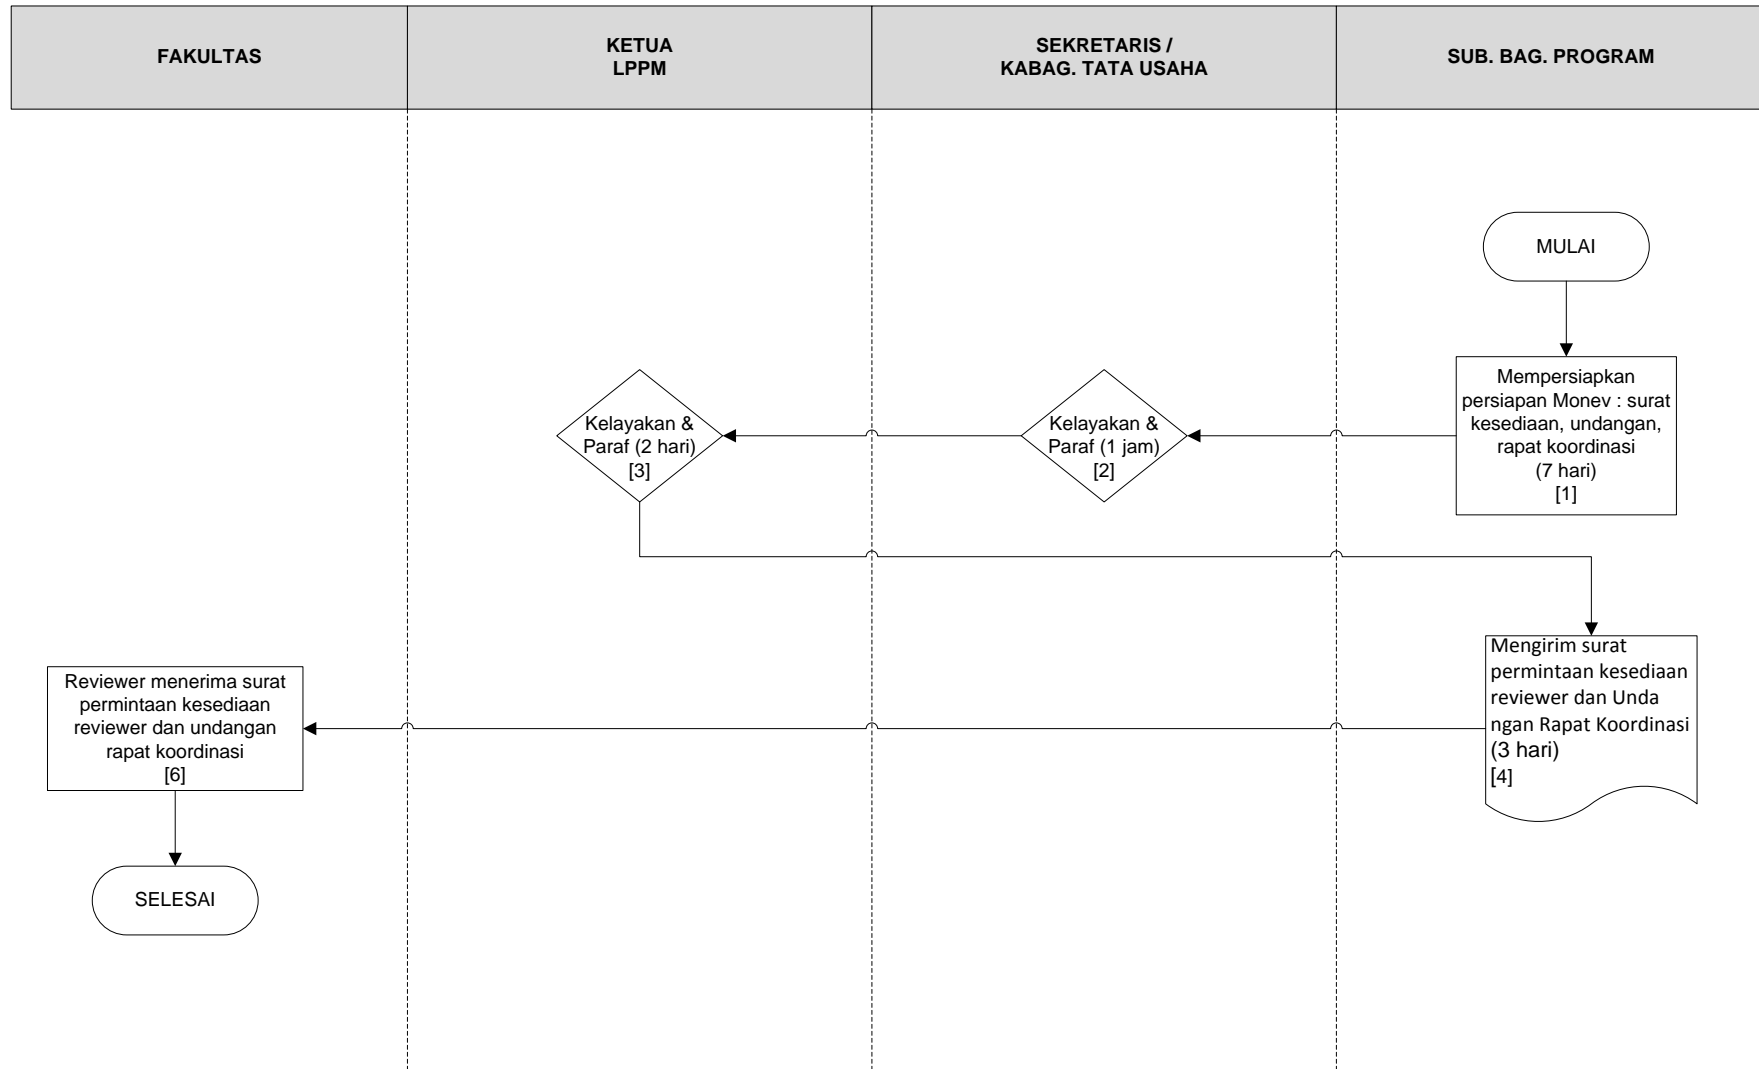 FAKULTAS
KETUA
LPPM
SEKRETARIS /
KABAG. TATA USAHA
SUB. BAG. PROGRAM
MULAI
Mempersiapkan
persiapan Monev : surat
kesediaan, undangan,
rapat koordinasi
(7 hari)
[1]
Kelayakan &
Paraf (1 jam)
[2]
Kelayakan &
Paraf (2 hari)
[3]
Mengirim surat
permintaan kesediaan
reviewer dan Unda
ngan Rapat Koordinasi
(3 hari)
[4]
Reviewer menerima surat
permintaan kesediaan
reviewer dan undangan
rapat koordinasi
[6]
SELESAI